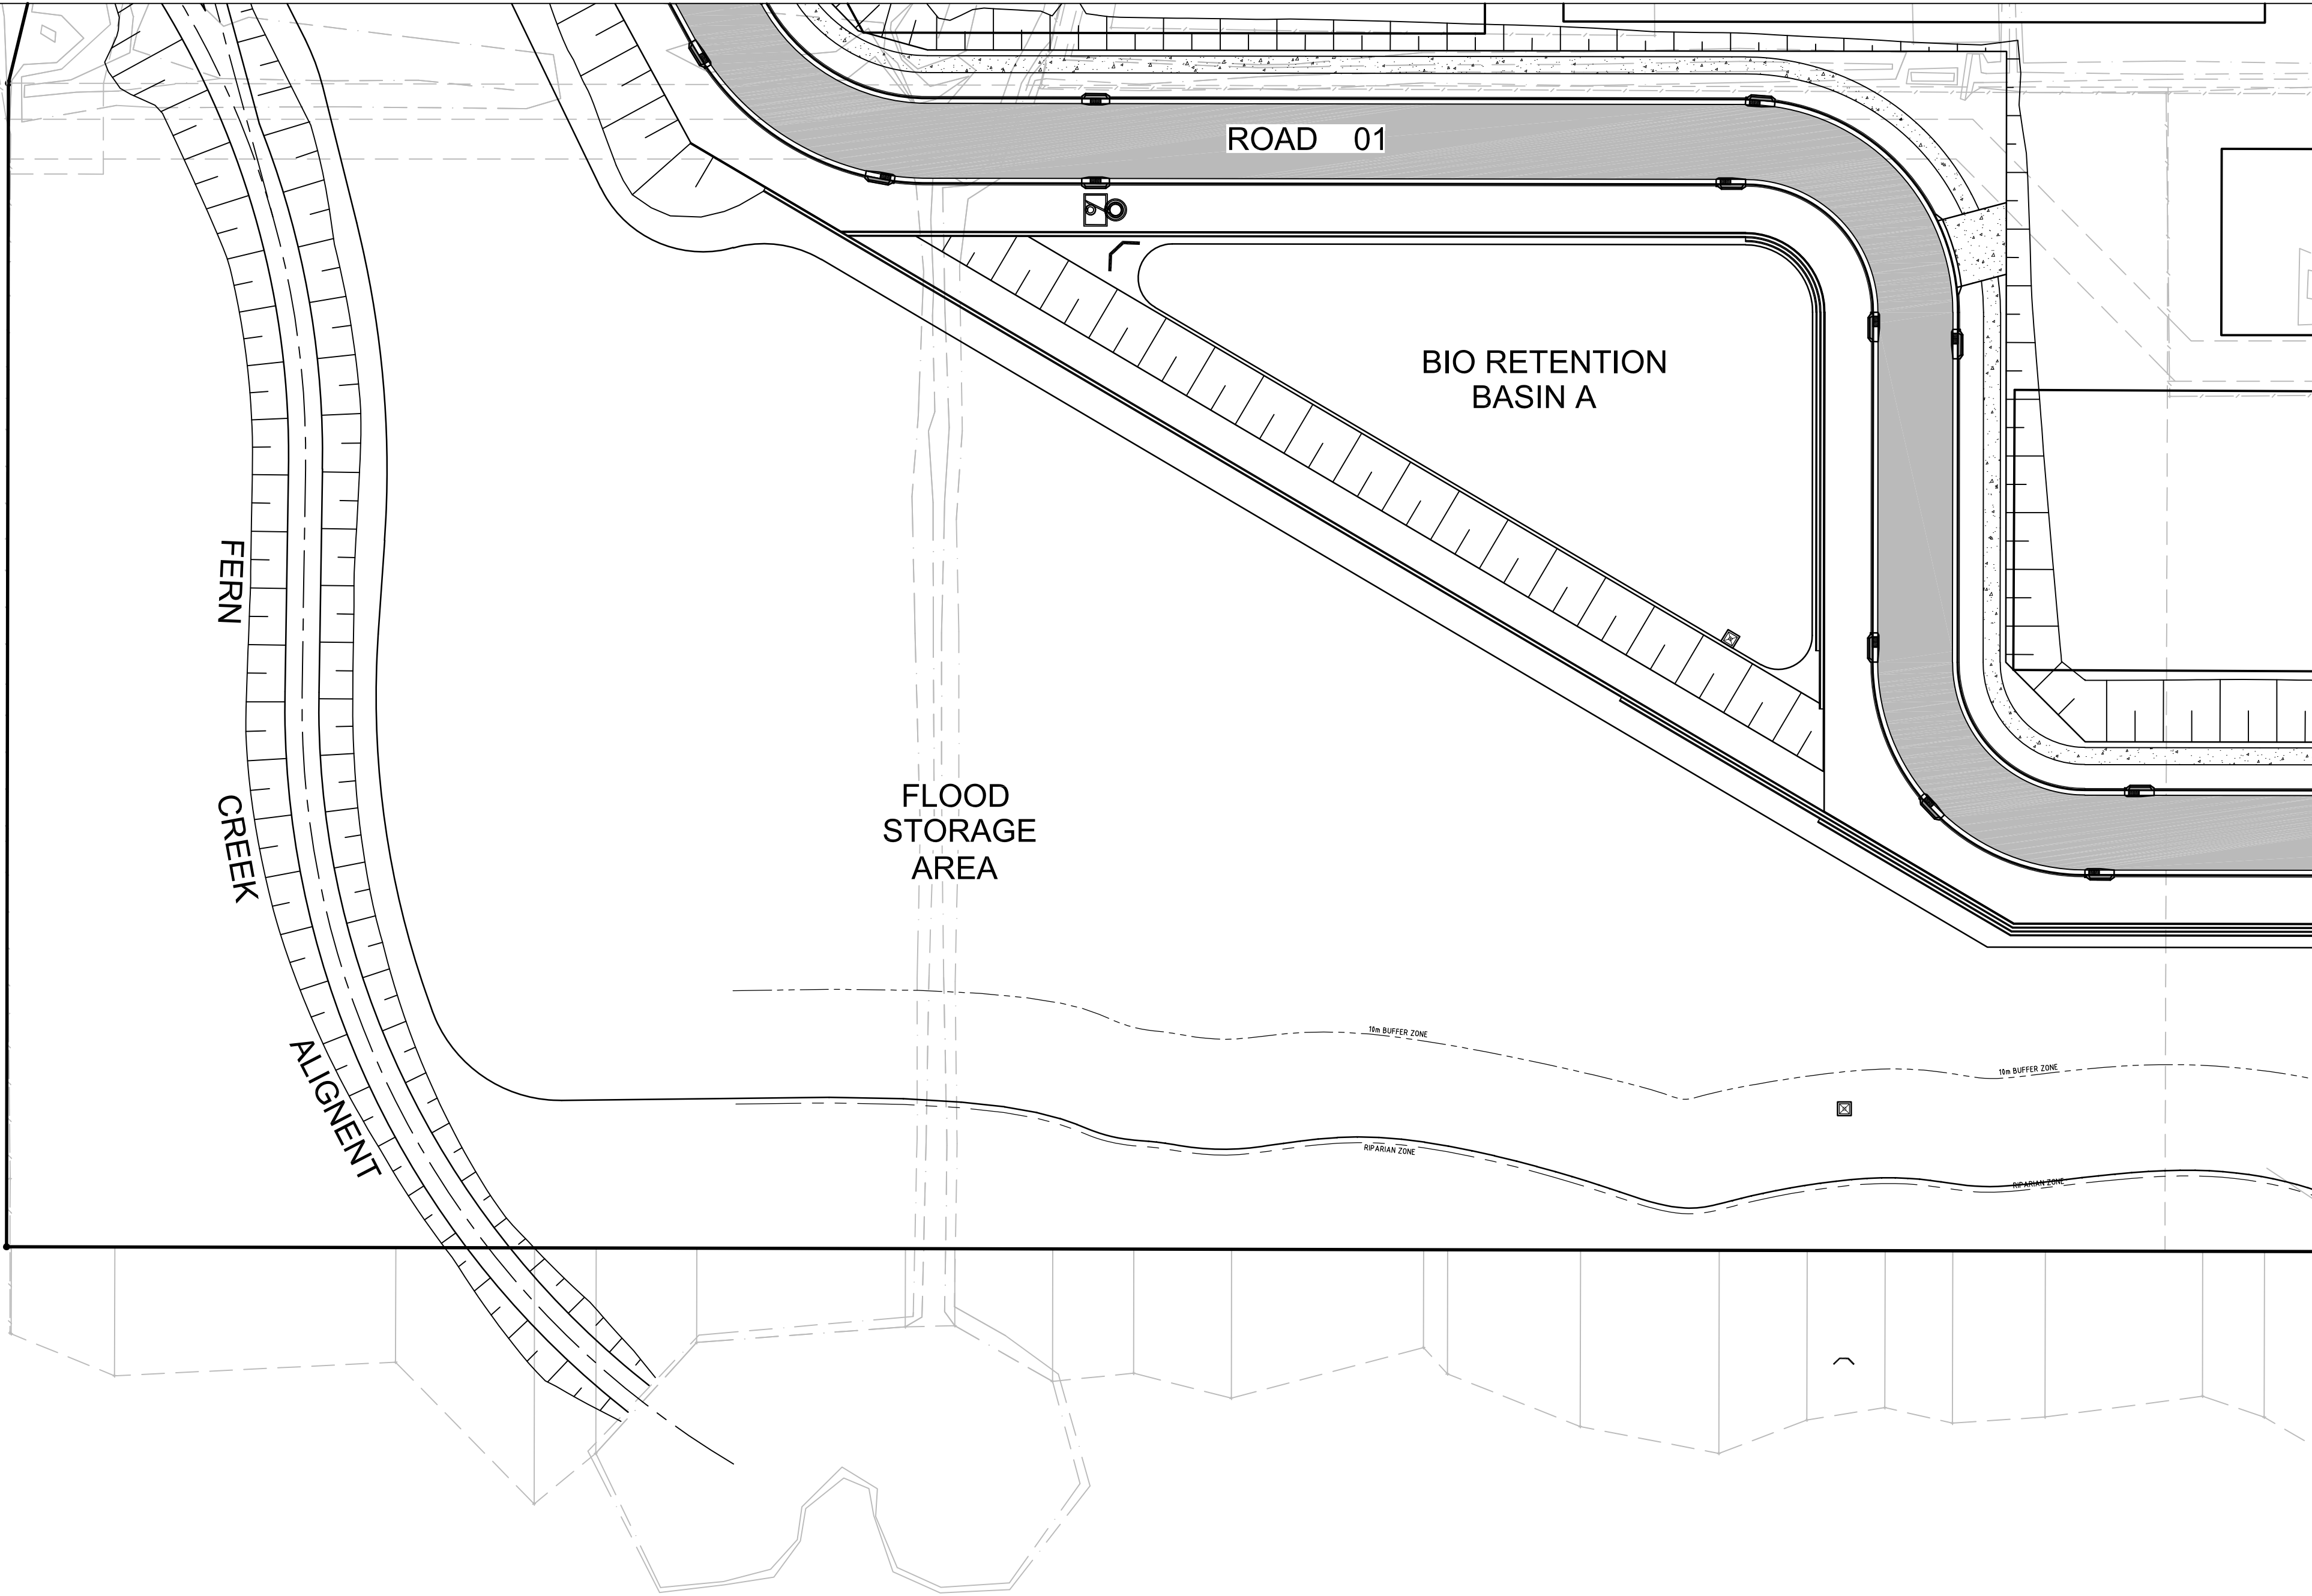 ROAD 01
BIO RETENTION
BASIN A
FERN
CREEK
ALIGNENT
FLOOD
STORAGE
AREA
10m BUFFER ZONE
10m BUFFER ZONE
RIPARIAN ZONE
RIPARIAN ZONE